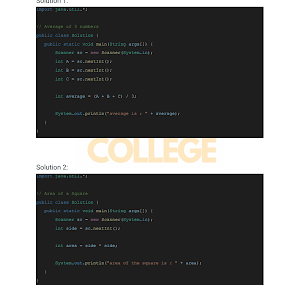 Solution 1:
import java.util.*;
// Average of 3 numbers
public class Solution {
public static void main(String args[]) {
Scanner sc = new Scanner(System.in);
int A = sc.nextInt();
int B = sc.nextInt();
int C = sc.nextInt();
int average = (A + B + C) / 3;
System.out.println("average is : " + average);
}
}
COLLEGE
Solution 2:
import java.util.*;
// Area of a Square
public class Solution {
public static void main(String args[]) {
Scanner sc = new Scanner(System.in);
int side = sc.nextInt();
int area = side * side;
System.out.println("area of the square is : " + area);
}
}